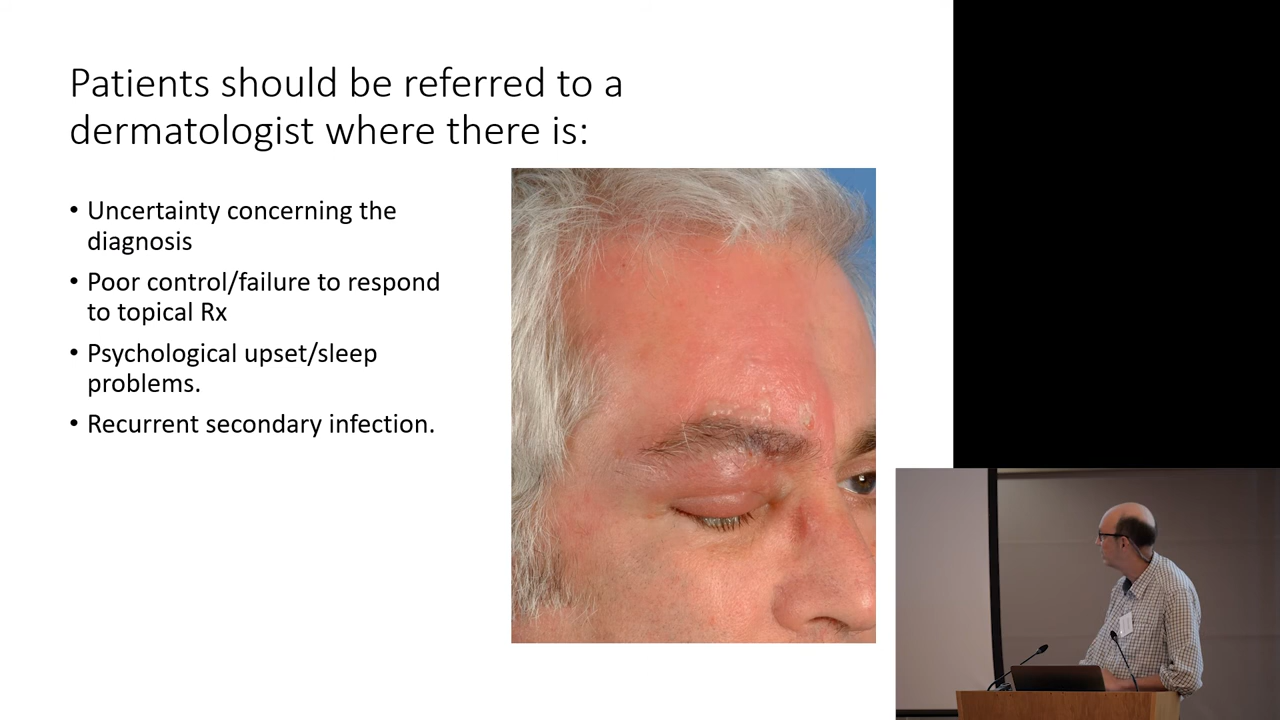 Patients should be referred to a
dermatologist where there is:
• Uncertainty concerning the
diagnosis
• Poor control/failure to respond
to topical Rx
• Psychological upset/sleep
problems.
• Recurrent secondary infection.